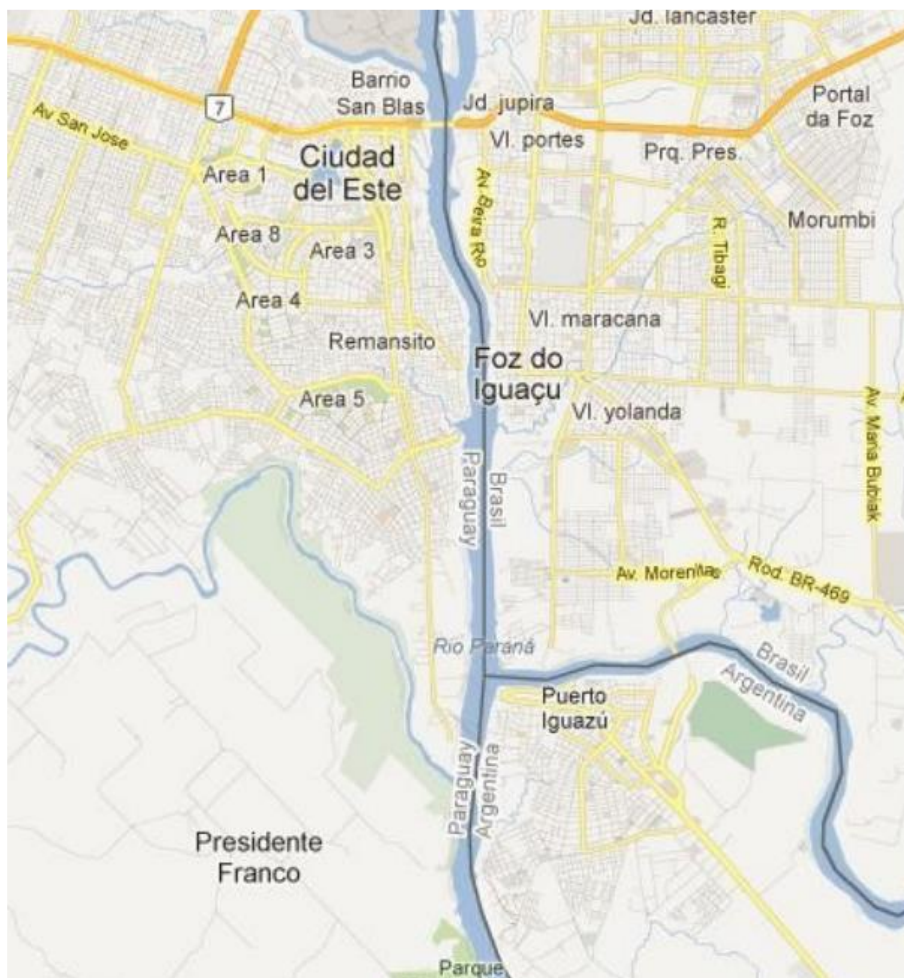 Jd. lancaster
Barrio
San Blas
Jd. jupira
Portal
da Foz
7
Av San Jose
Vl. portes
Prq. Pres.
Ciudad
del Este
Area 1
Av. Beira Rio
Morumbi
R. Tibagi
Area 8
Area 3
Area 4
Vl. maracana
Remansito
Foz do
Iguaçu
Area 5
Vl. yolanda
Av. Maria Bubiak
Paraguay
Brasil
Av. Morenitas
Rod. BR-469
Rio Paraná
Brasil
Argentina
Puerto
Iguazú
Paraguay
Argentina
Presidente
Franco
Parque